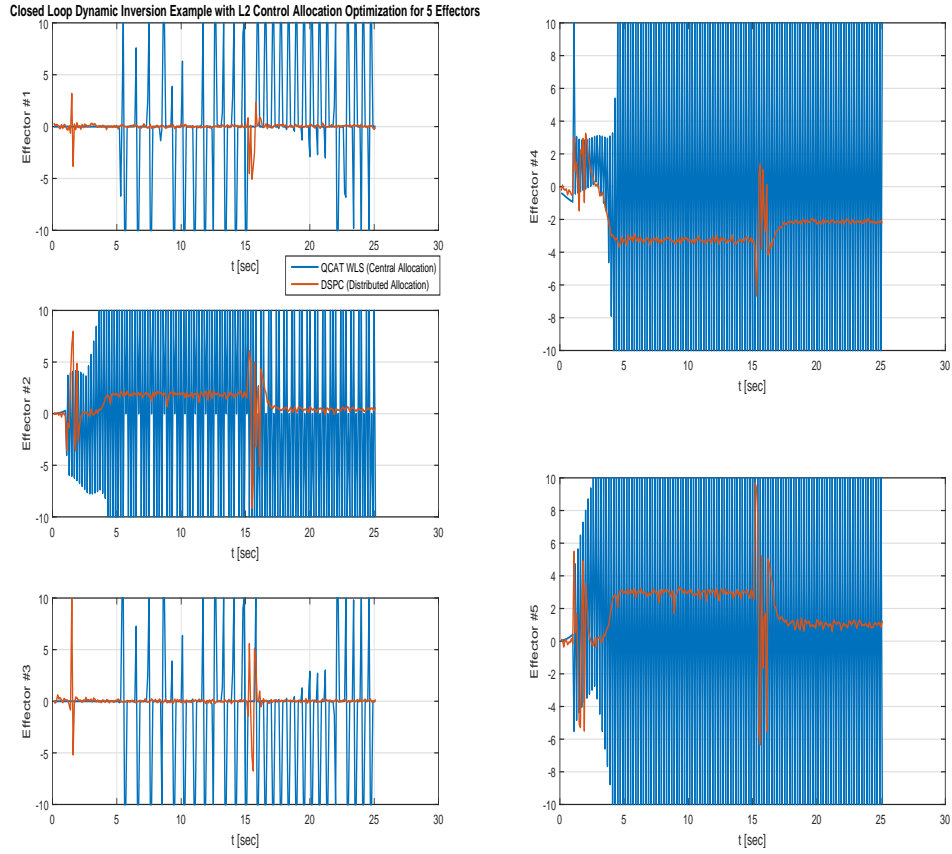 Closed Loop Dynamic Inversion Example with L2 Control Allocation Optimization for 5 Effectors
10
5
0
-5
-10
Effector #1
0 5 10 15 20 25 30
t [sec]
QCAT WLS (Central Allocation)
DSPC (Distributed Allocation)
10
5
0
-5
-10
Effector #2
0 5 10 15 20 25 30
t [sec]
10
5
0
-5
-10
Effector #3
0 5 10 15 20 25 30
t [sec]
10
8
6
4
2
0
-2
-4
-6
-8
-10
Effector #4
0 5 10 15 20 25 30
t [sec]
10
8
6
4
2
0
-2
-4
-6
-8
-10
Effector #5
0 5 10 15 20 25 30
t [sec]